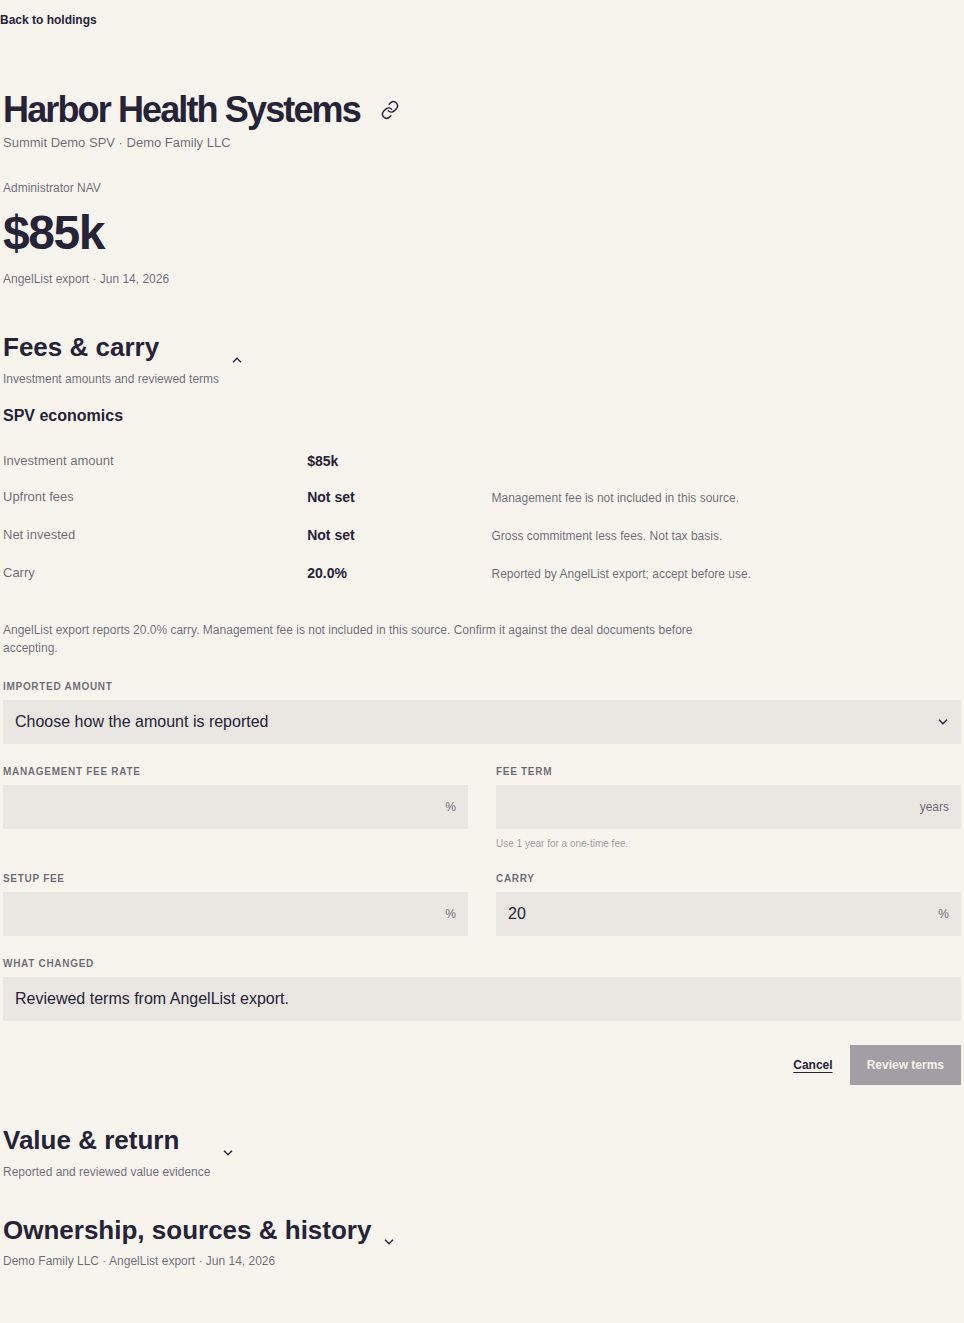 Back to holdings
Harbor Health Systems
Summit Demo SPV · Demo Family LLC
Administrator NAV
$85k
AngelList export · Jun 14, 2026
Fees & carry
Investment amounts and reviewed terms
SPV economics
Investment amount $85k
Upfront fees Not set Management fee is not included in this source.
Net invested Not set Gross commitment less fees. Not tax basis.
Carry 20.0% Reported by AngelList export; accept before use.
AngelList export reports 20.0% carry. Management fee is not included in this source. Confirm it against the deal documents before
accepting.
IMPORTED AMOUNT
Choose how the amount is reported
MANAGEMENT FEE RATE FEE TERM
% years
Use 1 year for a one-time fee.
SETUP FEE CARRY
% 20 %
WHAT CHANGED
Reviewed terms from AngelList export.
Cancel Review terms
Value & return
Reported and reviewed value evidence
Ownership, sources & history
Demo Family LLC · AngelList export · Jun 14, 2026